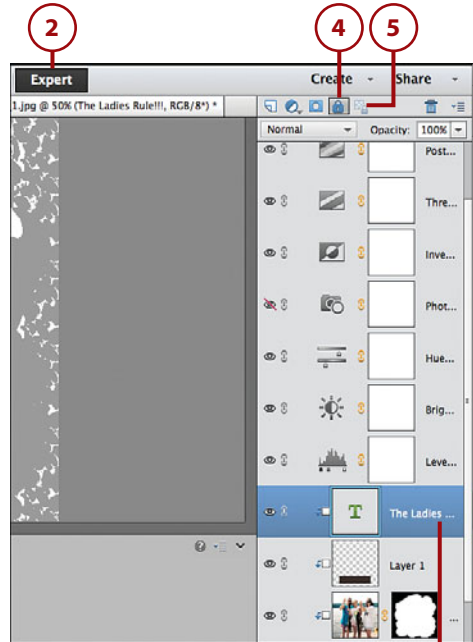 2 4 5
Expert Create Share
1.jpg @ 50% (The Ladies Rule!!!, RGB/8*) *
Normal Opacity: 100%
Post...
Thre...
Inve...
Phot...
Hue...
Brig...
Leve...
T The Ladies ...
Layer 1
...